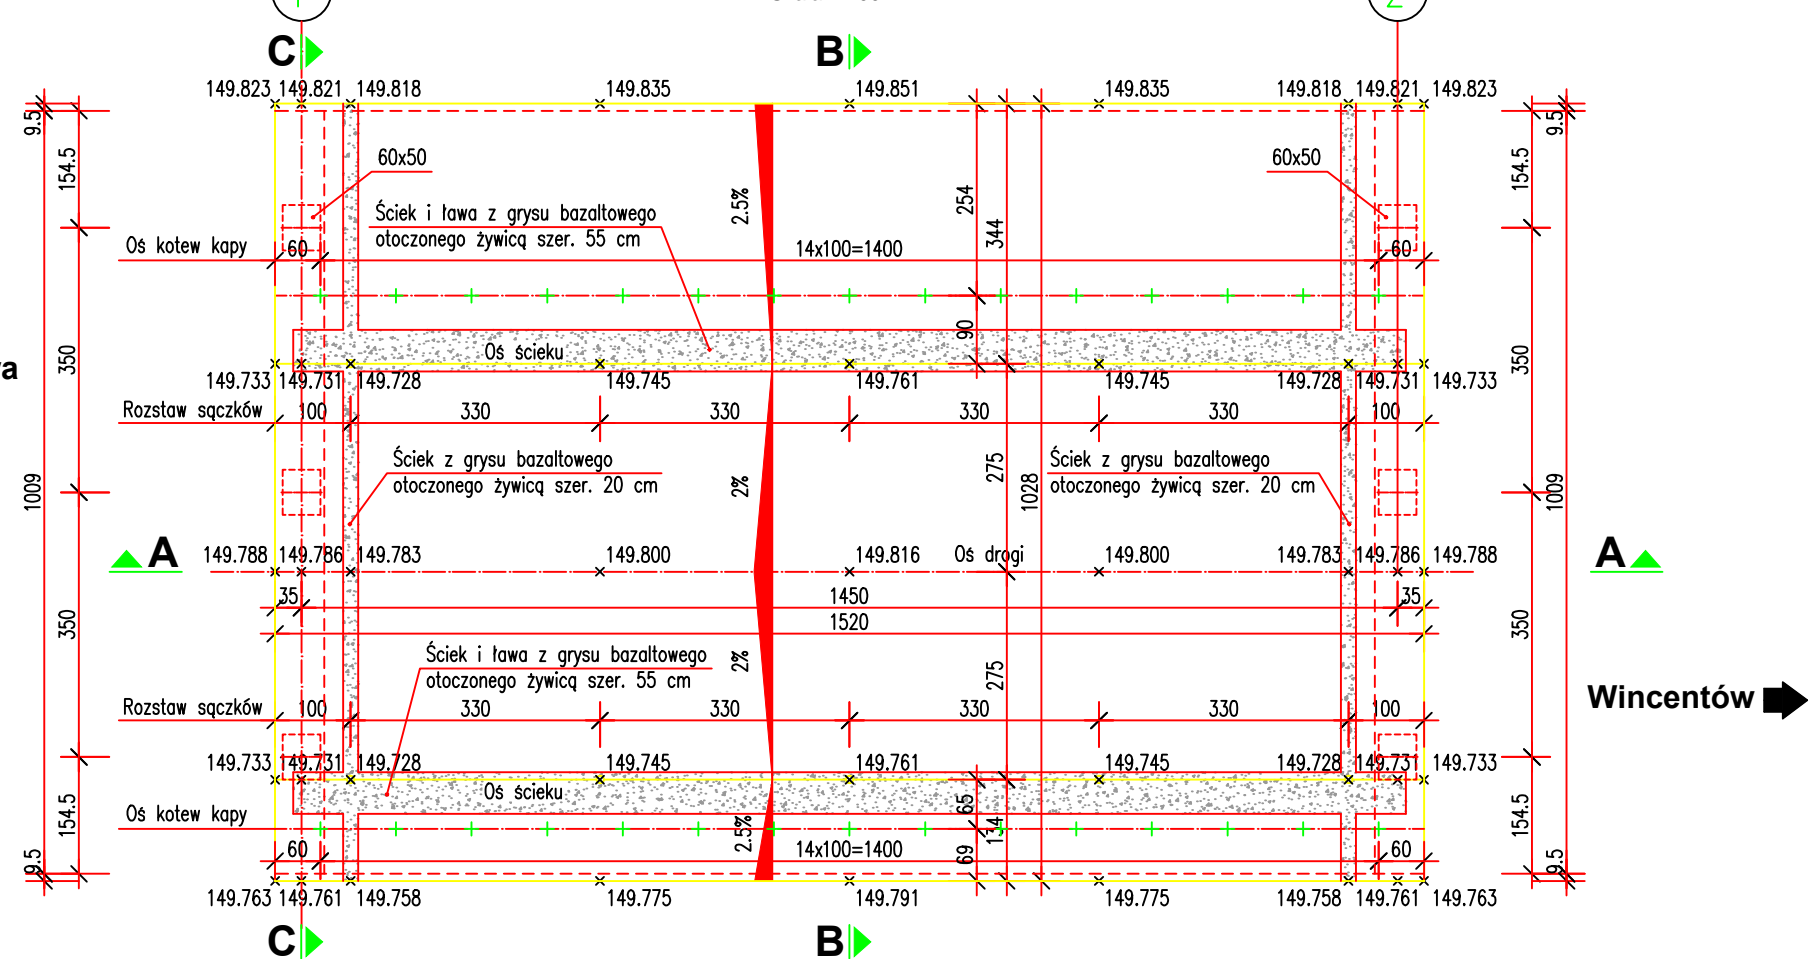 C B
149.823 149.821 149.818 149.835 149.851 149.835 149.818 149.821 149.823
9.5 9.5
154.5 60x50 60x50 154.5
2.5% 254
Ściek i ława z grysu bazaltowego
otoczonego żywicą szer. 55 cm
344
Oś kotew kapy 60 14x100=1400 60
90
350 Oś ścieku 350
149.733 149.731 149.728 149.745 149.761 149.745 149.728 149.731 149.733
Rozstaw sączków 100 330 330 330 330 100
Ściek z grysu bazaltowego
otoczonego żywicą szer. 20 cm
275
Ściek z grysu bazaltowego
otoczonego żywicą szer. 20 cm
1009 2% 1028 1009
A A
Oś drogi
149.788 149.786 149.783 149.800 149.816 149.800 149.783 149.786 149.788
35 1450 35
1520
350 350
Ściek i ława z grysu bazaltowego
otoczonego żywicą szer. 55 cm
2% 275
Wincentów
Rozstaw sączków 100 330 330 330 330 100
149.733 149.731 149.728 149.745 149.761 149.745 149.728 149.731 149.733
Oś ścieku
65
154.5 154.5
Oś kotew kapy
2.5% 134
60 14x100=1400 69 60
9.5 9.5
149.763 149.761 149.758 149.775 149.791 149.775 149.758 149.761 149.763
C B